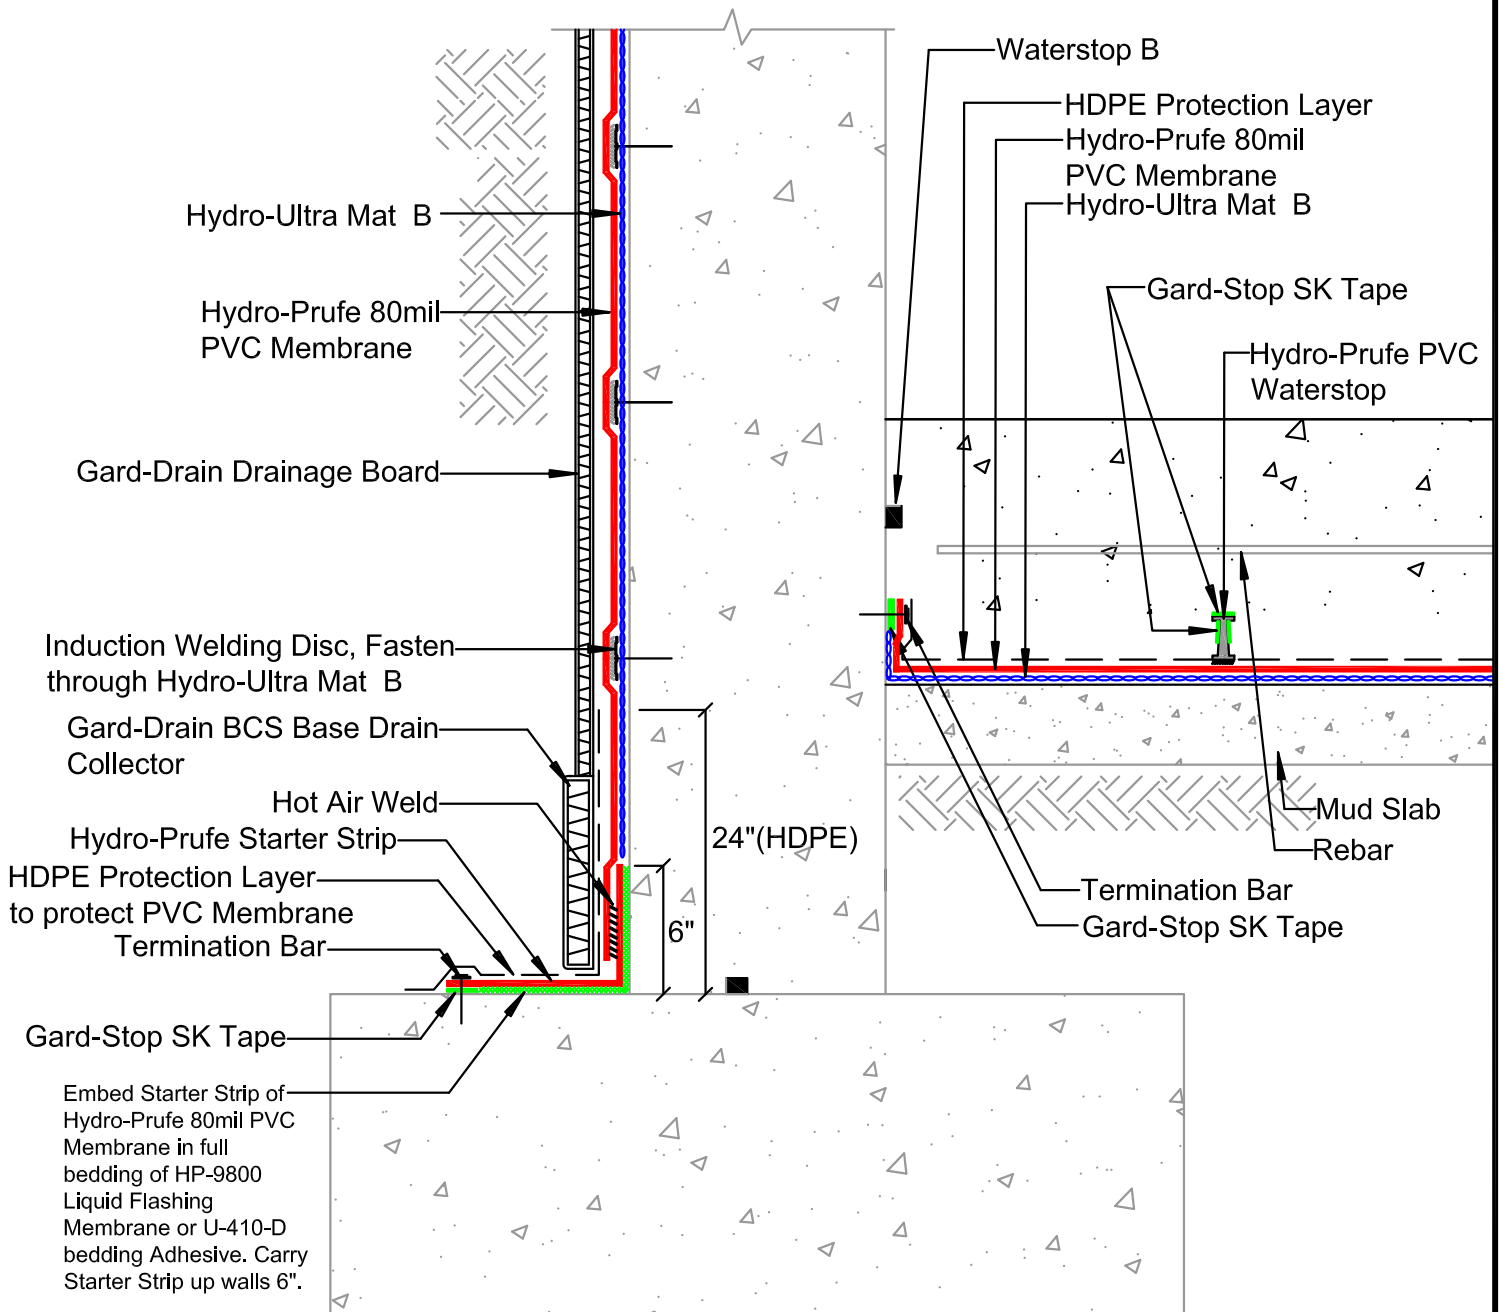 Waterstop B
HDPE Protection Layer
Hydro-Prufe 80mil
PVC Membrane
Hydro-Ultra Mat B
Gard-Stop SK Tape
Hydro-Prufe PVC
Waterstop
Hydro-Ultra Mat B
Hydro-Prufe 80mil
PVC Membrane
Gard-Drain Drainage Board
Induction Welding Disc, Fasten
through Hydro-Ultra Mat B
Gard-Drain BCS Base Drain
Collector
Hot Air Weld
Hydro-Prufe Starter Strip
HDPE Protection Layer
to protect PVC Membrane
Termination Bar
Gard-Stop SK Tape
Embed Starter Strip of
Hydro-Prufe 80mil PVC
Membrane in full
bedding of HP-9800
Liquid Flashing
Membrane or U-410-D
bedding Adhesive. Carry
Starter Strip up walls 6".
24"(HDPE)
6"
Mud Slab
Rebar
Termination Bar
Gard-Stop SK Tape